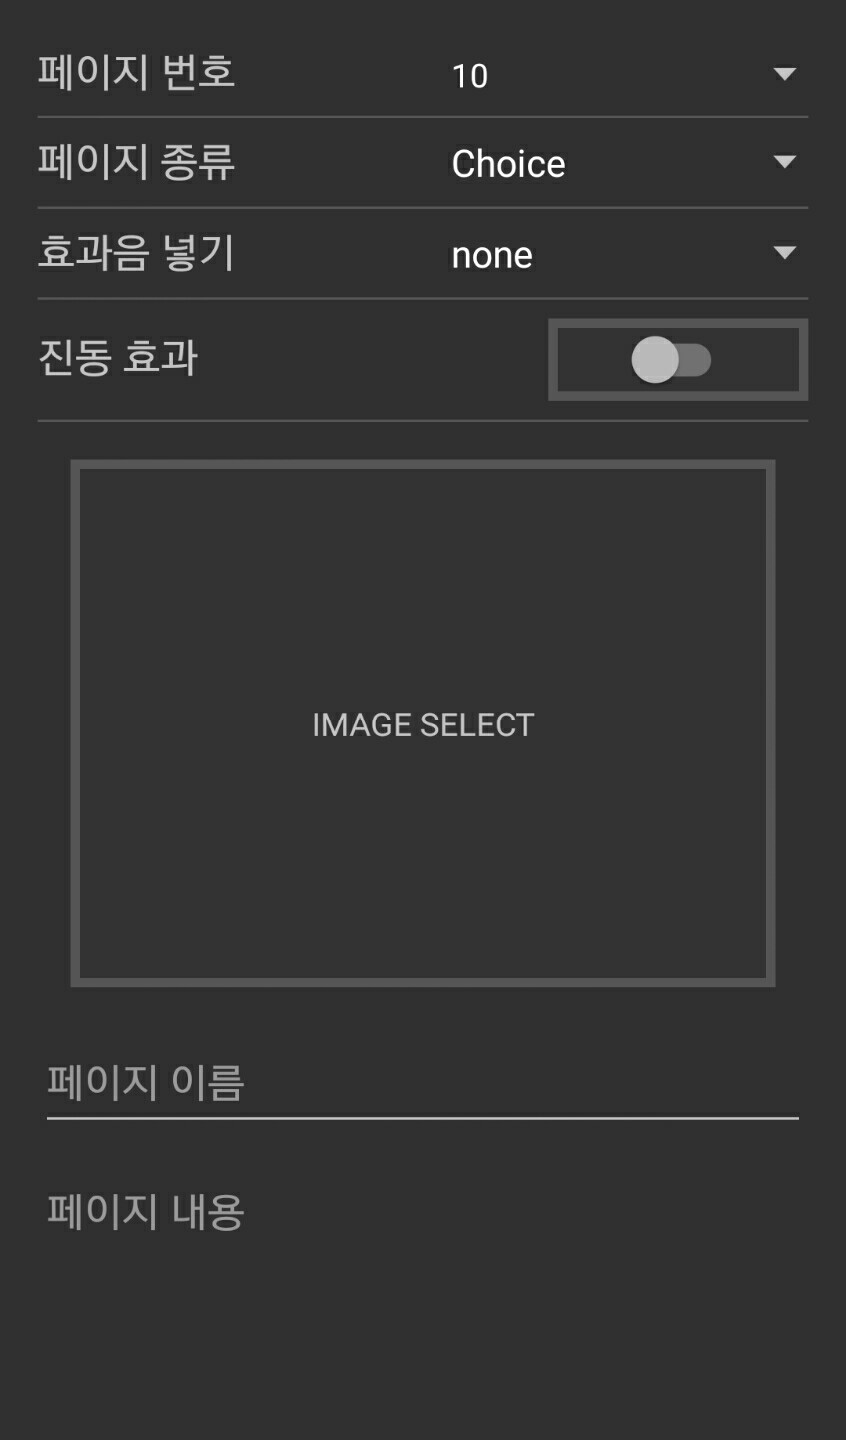 페이지 번호 10
페이지 종류 Choice
효과음 넣기 none
진동 효과
IMAGE SELECT
페이지 이름
페이지 내용